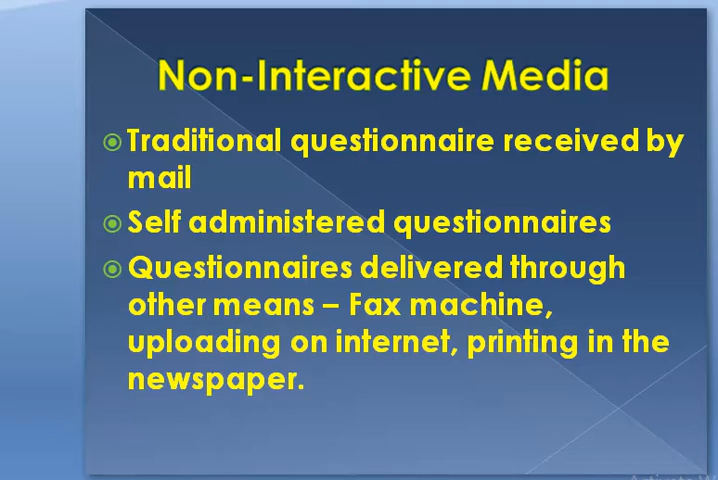 Non-Interactive Media
Traditional questionnaire received by
mail
Self administered questionnaires
Questionnaires delivered through
other means – Fax machine,
uploading on internet, printing in the
newspaper.